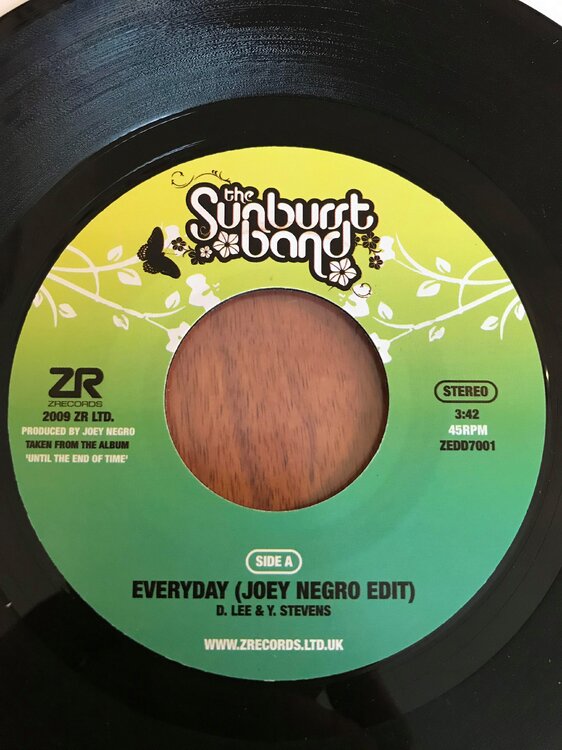 the
Sunburst
band
ZR
ZRECORDS
2009 ZR LTD.
PRODUCED BY JOEY NEGRO
TAKEN FROM THE ALBUM
'UNTIL THE END OF TIME'
STEREO
3:42
45RPM
ZEDD7001
SIDE A
EVERYDAY (JOEY NEGRO EDIT)
D. LEE & Y. STEVENS
WWW.ZRECORDS.LTD.UK